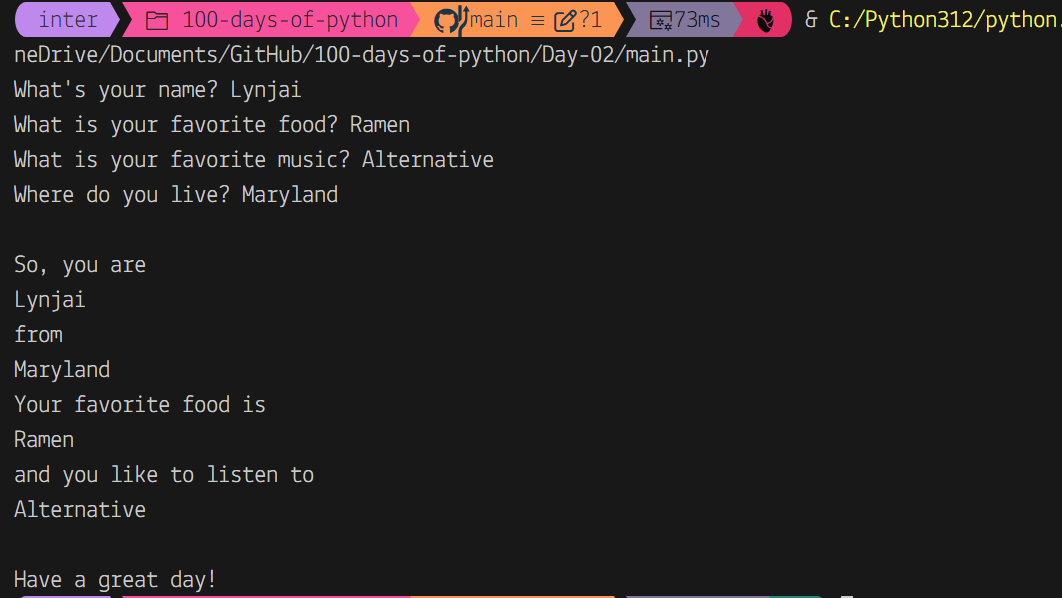 inter 100-days-of-python main ≡ ?1 73ms & C:/Python312/python.
neDrive/Documents/GitHub/100-days-of-python/Day-02/main.py
What's your name? Lynjai
What is your favorite food? Ramen
What is your favorite music? Alternative
Where do you live? Maryland
So, you are
Lynjai
from
Maryland
Your favorite food is
Ramen
and you like to listen to
Alternative
Have a great day!